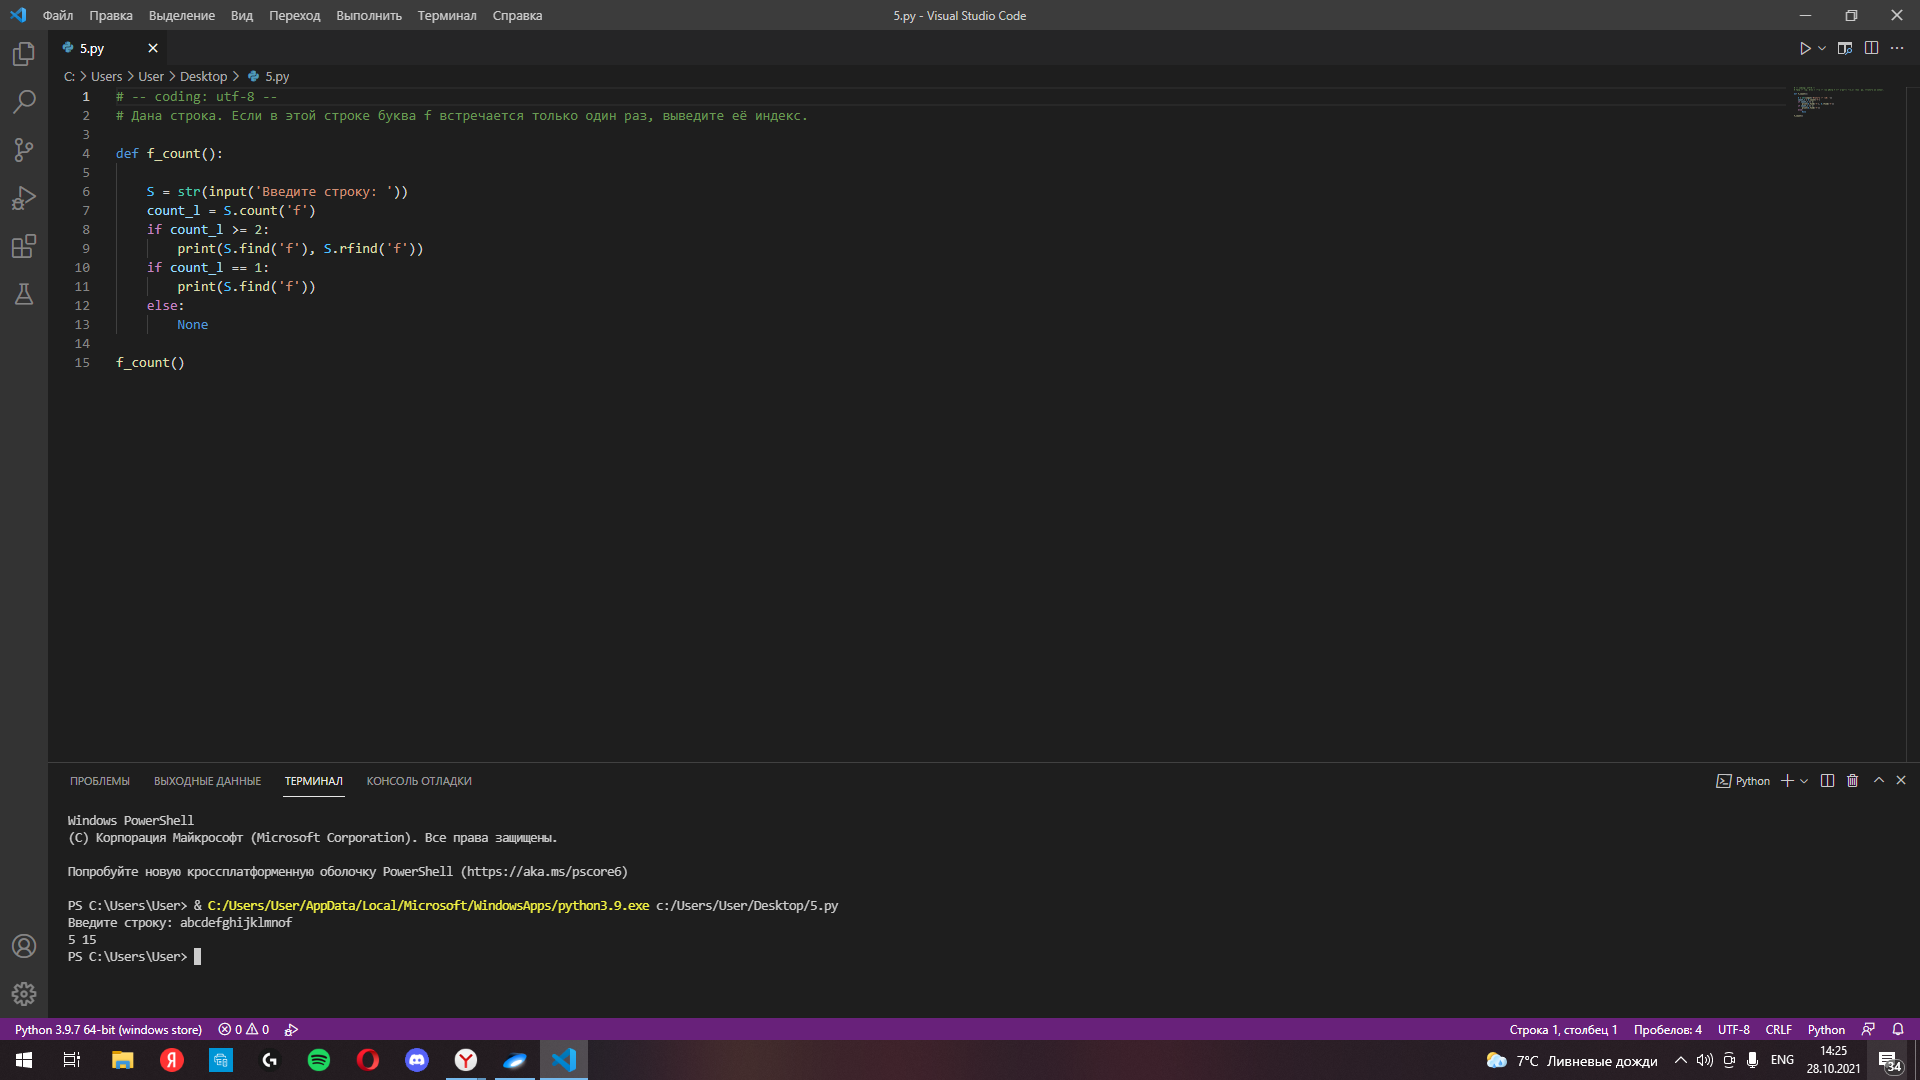 Файл Правка Выделение Вид Переход Выполнить Терминал Справка
5.py - Visual Studio Code
5.py
C: Users User Desktop 5.py
1 # -- coding: utf-8 --
2 # Дана строка. Если в этой строке буква f встречается только один раз, выведите её индекс.
3
4 def f_count():
5
6 S = str(input('Введите строку: '))
7 count_l = S.count('f')
8 if count_l >= 2:
9 print(S.find('f'), S.rfind('f'))
10 if count_l == 1:
11 print(S.find('f'))
12 else:
13 None
14
15 f_count()
ПРОБЛЕМЫ ВЫХОДНЫЕ ДАННЫЕ ТЕРМИНАЛ КОНСОЛЬ ОТЛАДКИ
Python
Windows PowerShell
(C) Корпорация Майкрософт (Microsoft Corporation). Все права защищены.
Попробуйте новую кроссплатформенную оболочку PowerShell (https://aka.ms/pscore6)
PS C:\Users\User> & C:/Users/User/AppData/Local/Microsoft/WindowsApps/python3.9.exe c:/Users/User/Desktop/5.py
Введите строку: abcdefghijklmnof
5 15
PS C:\Users\User>
Python 3.9.7 64-bit (windows store) 0 0
Строка 1, столбец 1 Пробелов: 4 UTF-8 CRLF Python
7°C Ливневые дожди
ENG
14:25
28.10.2021
34